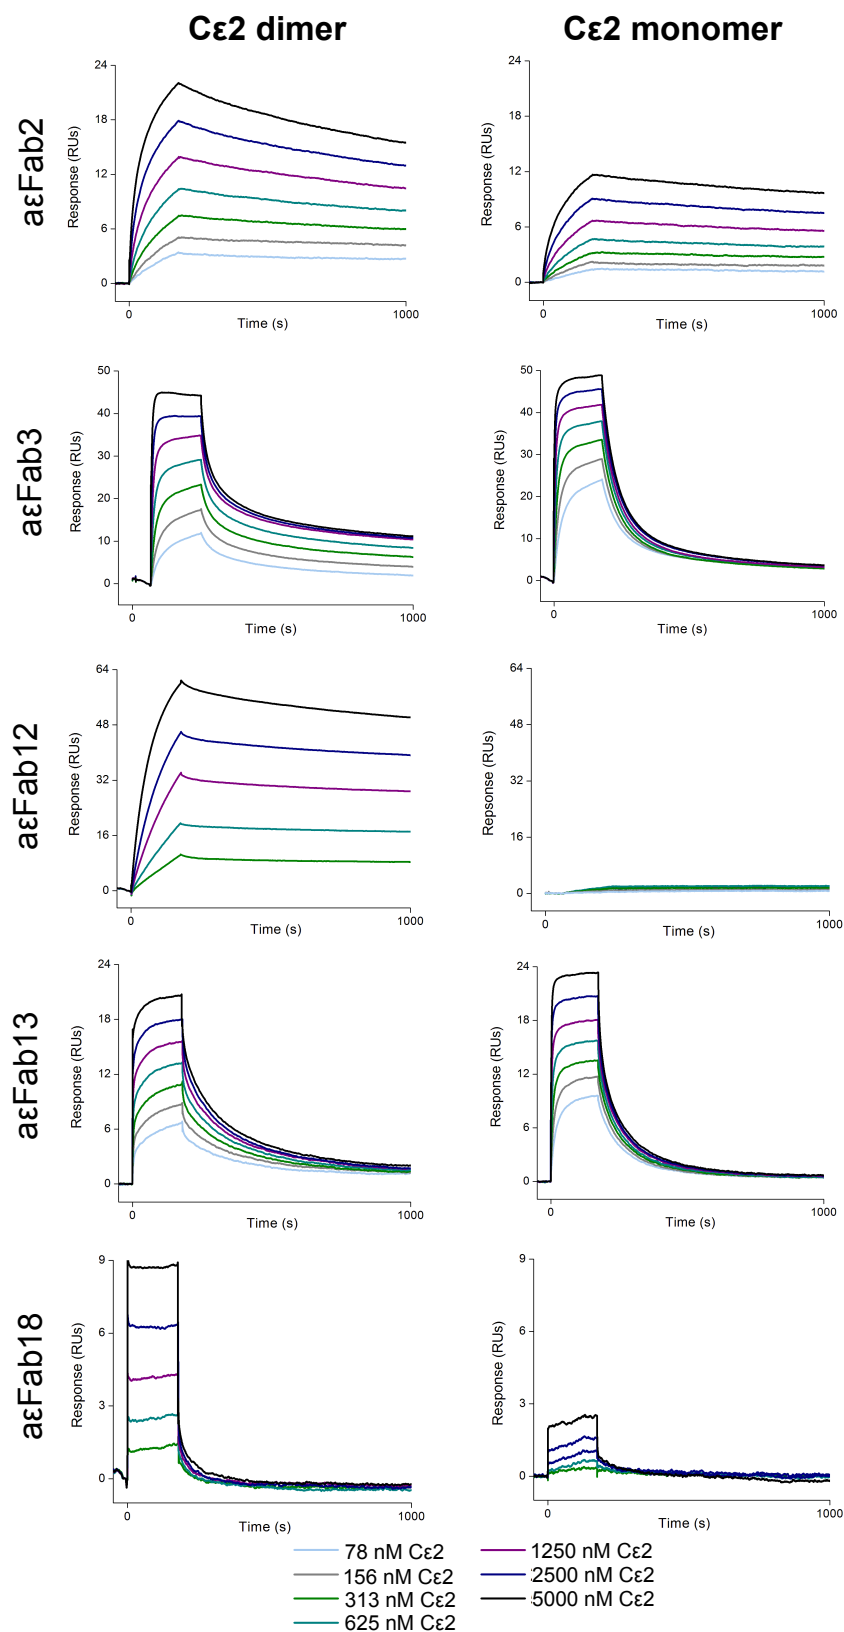 Cε2 dimer
Cε2 monomer
aεFab2
Response (RUs)
24
18
12
6
0
0
1000
Time (s)
Response (RUs)
24
18
12
6
0
0
1000
Time (s)
aεFab3
Response (RUs)
50
40
30
20
10
0
0
1000
Time (s)
Response (RUs)
50
40
30
20
10
0
0
1000
Time (s)
aεFab12
Response (RUs)
64
48
32
16
0
0
1000
Time (s)
Repsonse (RUs)
64
48
32
16
0
0
1000
Time (s)
aεFab13
Response (RUs)
24
18
12
6
0
0
1000
Time (s)
Response (RUs)
24
18
12
6
0
0
1000
Time (s)
aεFab18
Response (RUs)
9
6
3
0
0
1000
Time (s)
Response (RUs)
9
6
3
0
0
1000
Time (s)
78 nM Cε2
156 nM Cε2
313 nM Cε2
625 nM Cε2
1250 nM Cε2
2500 nM Cε2
5000 nM Cε2